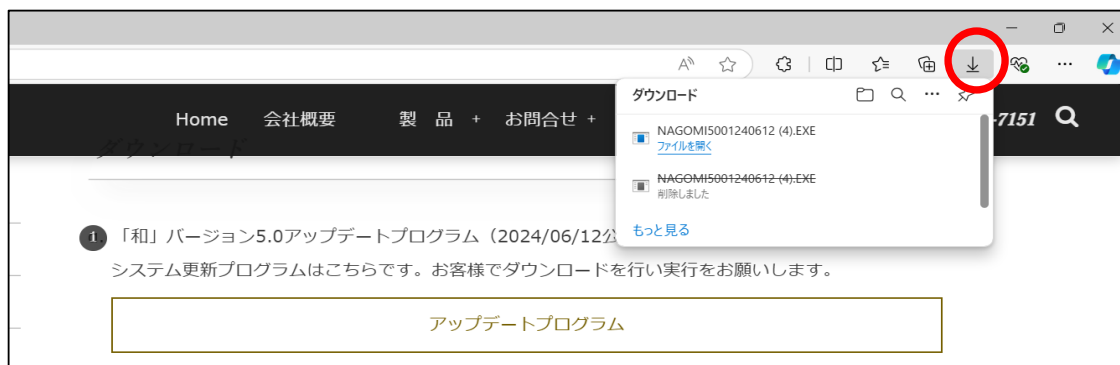 ダウンロード
Home 会社概要 製 品 + お問合せ + -7151
NAGOMI5001240612 (4).EXE
ファイルを開く
NAGOMI5001240612 (4).EXE
削除しました
もっと見る
ダウンロード
1. 「和」バージョン5.0アップデートプログラム（2024/06/12公
システム更新プログラムはこちらです。お客様でダウンロードを行い実行をお願いします。
アップデートプログラム